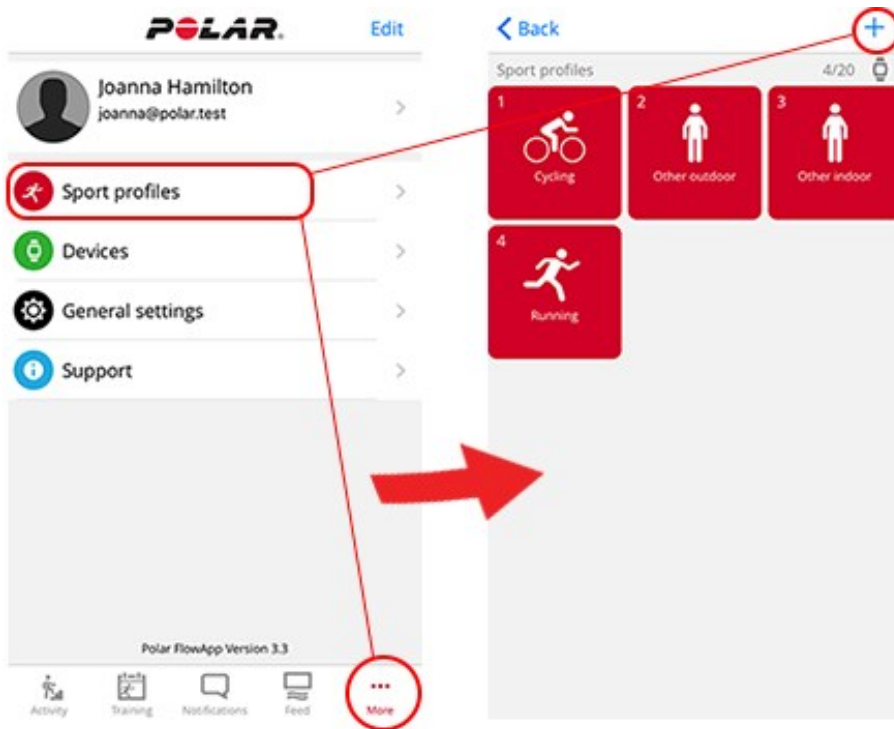 POLAR.
Edit
Joanna Hamilton
joanna@polar.test
Sport profiles
Devices
General settings
Support
Polar FlowApp Version 3.3
Activity
Training
Notifications
Feed
More
Back
+
Sport profiles
4/20
1
Cycling
2
Other outdoor
3
Other indoor
4
Running